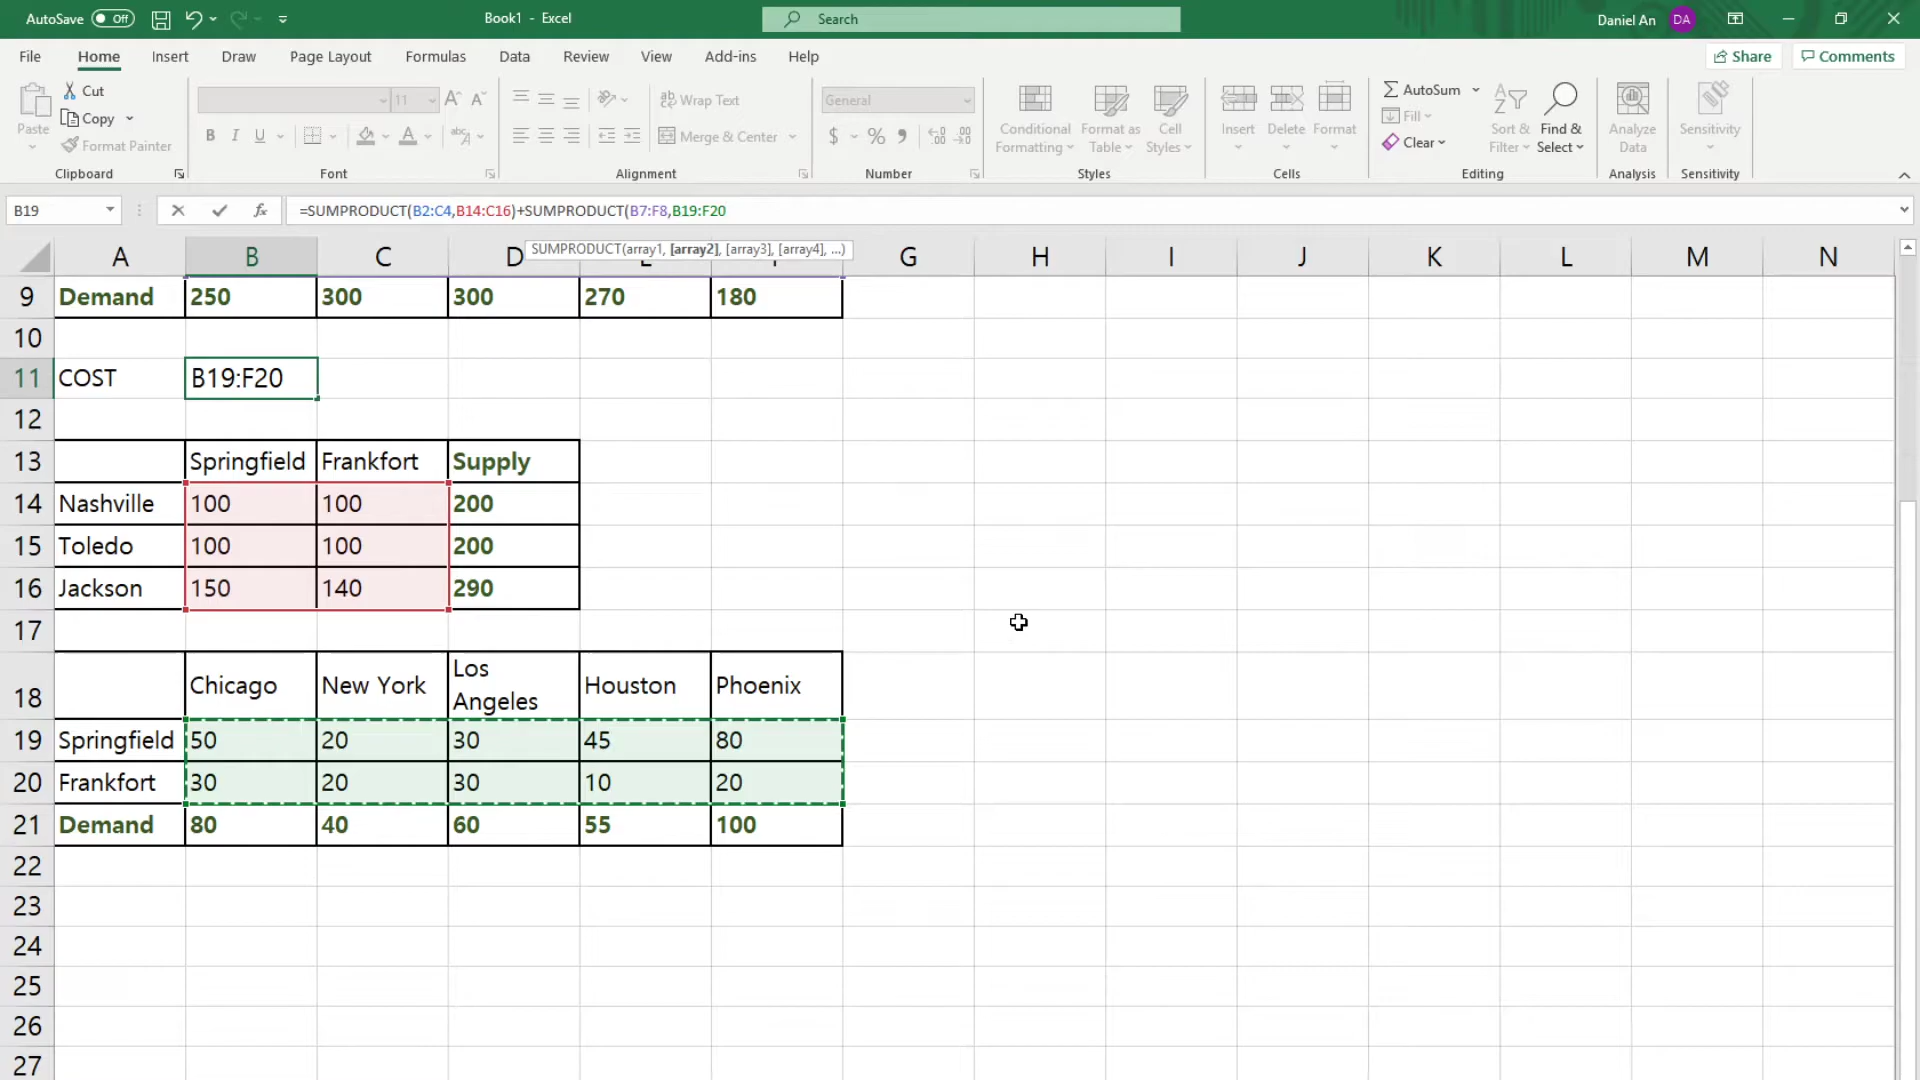 AutoSave Off Book1 - Excel Search Daniel An DA
File Home Insert Draw Page Layout Formulas Data Review View Add-ins Help Share Comments
Paste Cut Copy Format Painter Clipboard
11 A A B I U A abc Font
ab Wrap Text Merge & Center Alignment
General $ % , Number
Conditional Formatting Format as Table Cell Styles Styles
Insert Delete Format Cells
AutoSum Fill Clear Sort & Filter Find & Select Editing
Analyze Data Analysis
Sensitivity Sensitivity
B19 fx =SUMPRODUCT(B2:C4,B14:C16)+SUMPRODUCT(B7:F8,B19:F20
SUMPRODUCT(array1, [array2], [array3], [array4], ...)
A B C D G H I J K L M N
9 Demand 250 300 300 270 180
10
11 COST B19:F20
12
13 Springfield Frankfort Supply
14 Nashville 100 100 200
15 Toledo 100 100 200
16 Jackson 150 140 290
17
18 Chicago New York Los Angeles Houston Phoenix
19 Springfield 50 20 30 45 80
20 Frankfort 30 20 30 10 20
21 Demand 80 40 60 55 100
22
23
24
25
26
27